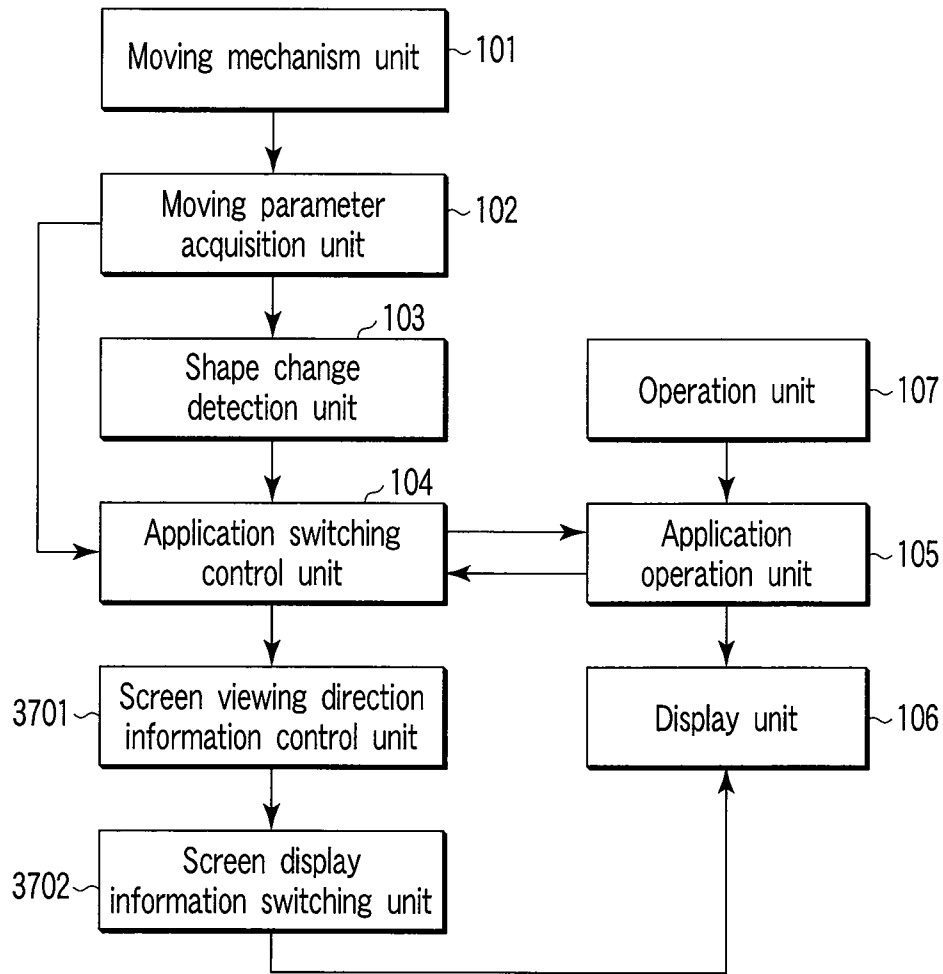 Moving mechanism unit
101
Moving parameter
acquisition unit
102
103
Shape change
detection unit
Operation unit
107
104
Application switching
control unit
Application
operation unit
105
3701
Screen viewing direction
information control unit
Display unit
106
3702
Screen display
information switching unit